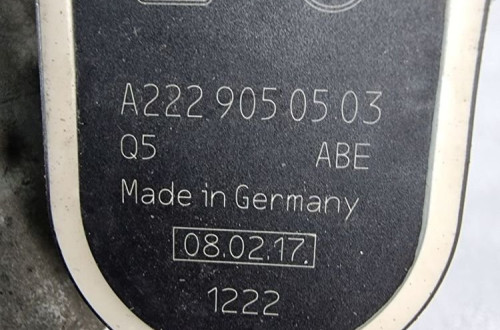 A222 905 05 03
Q5 ABE
Made in Germany
08.02.17.
1222